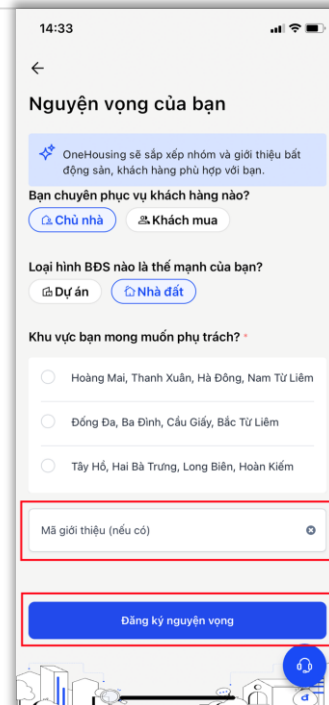 14:33
Nguyện vọng của bạn
OneHousing sẽ sắp xếp nhóm và giới thiệu bất
động sản, khách hàng phù hợp với bạn.
Bạn chuyên phục vụ khách hàng nào?
Chủ nhà Khách mua
Loại hình BĐS nào là thế mạnh của bạn?
Dự án Nhà đất
Khu vực bạn mong muốn phụ trách? *
Hoàng Mai, Thanh Xuân, Hà Đông, Nam Từ Liêm
Đống Đa, Ba Đình, Cầu Giấy, Bắc Từ Liêm
Tây Hồ, Hai Bà Trưng, Long Biên, Hoàn Kiếm
Mã giới thiệu (nếu có)
Đăng ký nguyện vọng